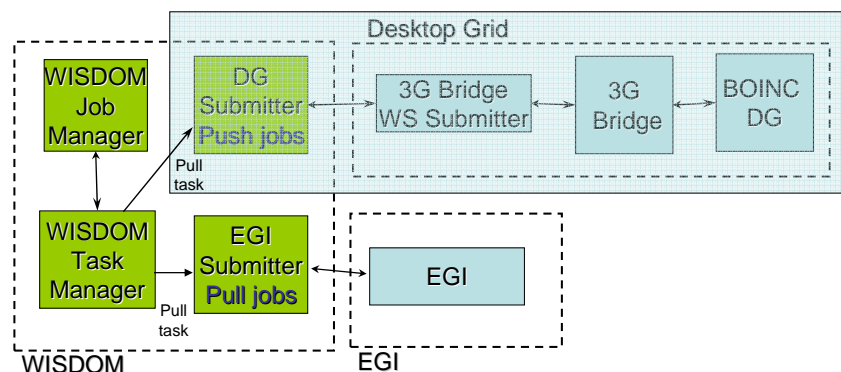 Desktop Grid
WISDOM
Job
Manager
DG
Submitter
Push jobs
3G Bridge
WS Submitter
3G
Bridge
BOINC
DG
Pull
task
WISDOM
Task
Manager
EGI
Submitter
Pull jobs
EGI
Pull
task
WISDOM
EGI